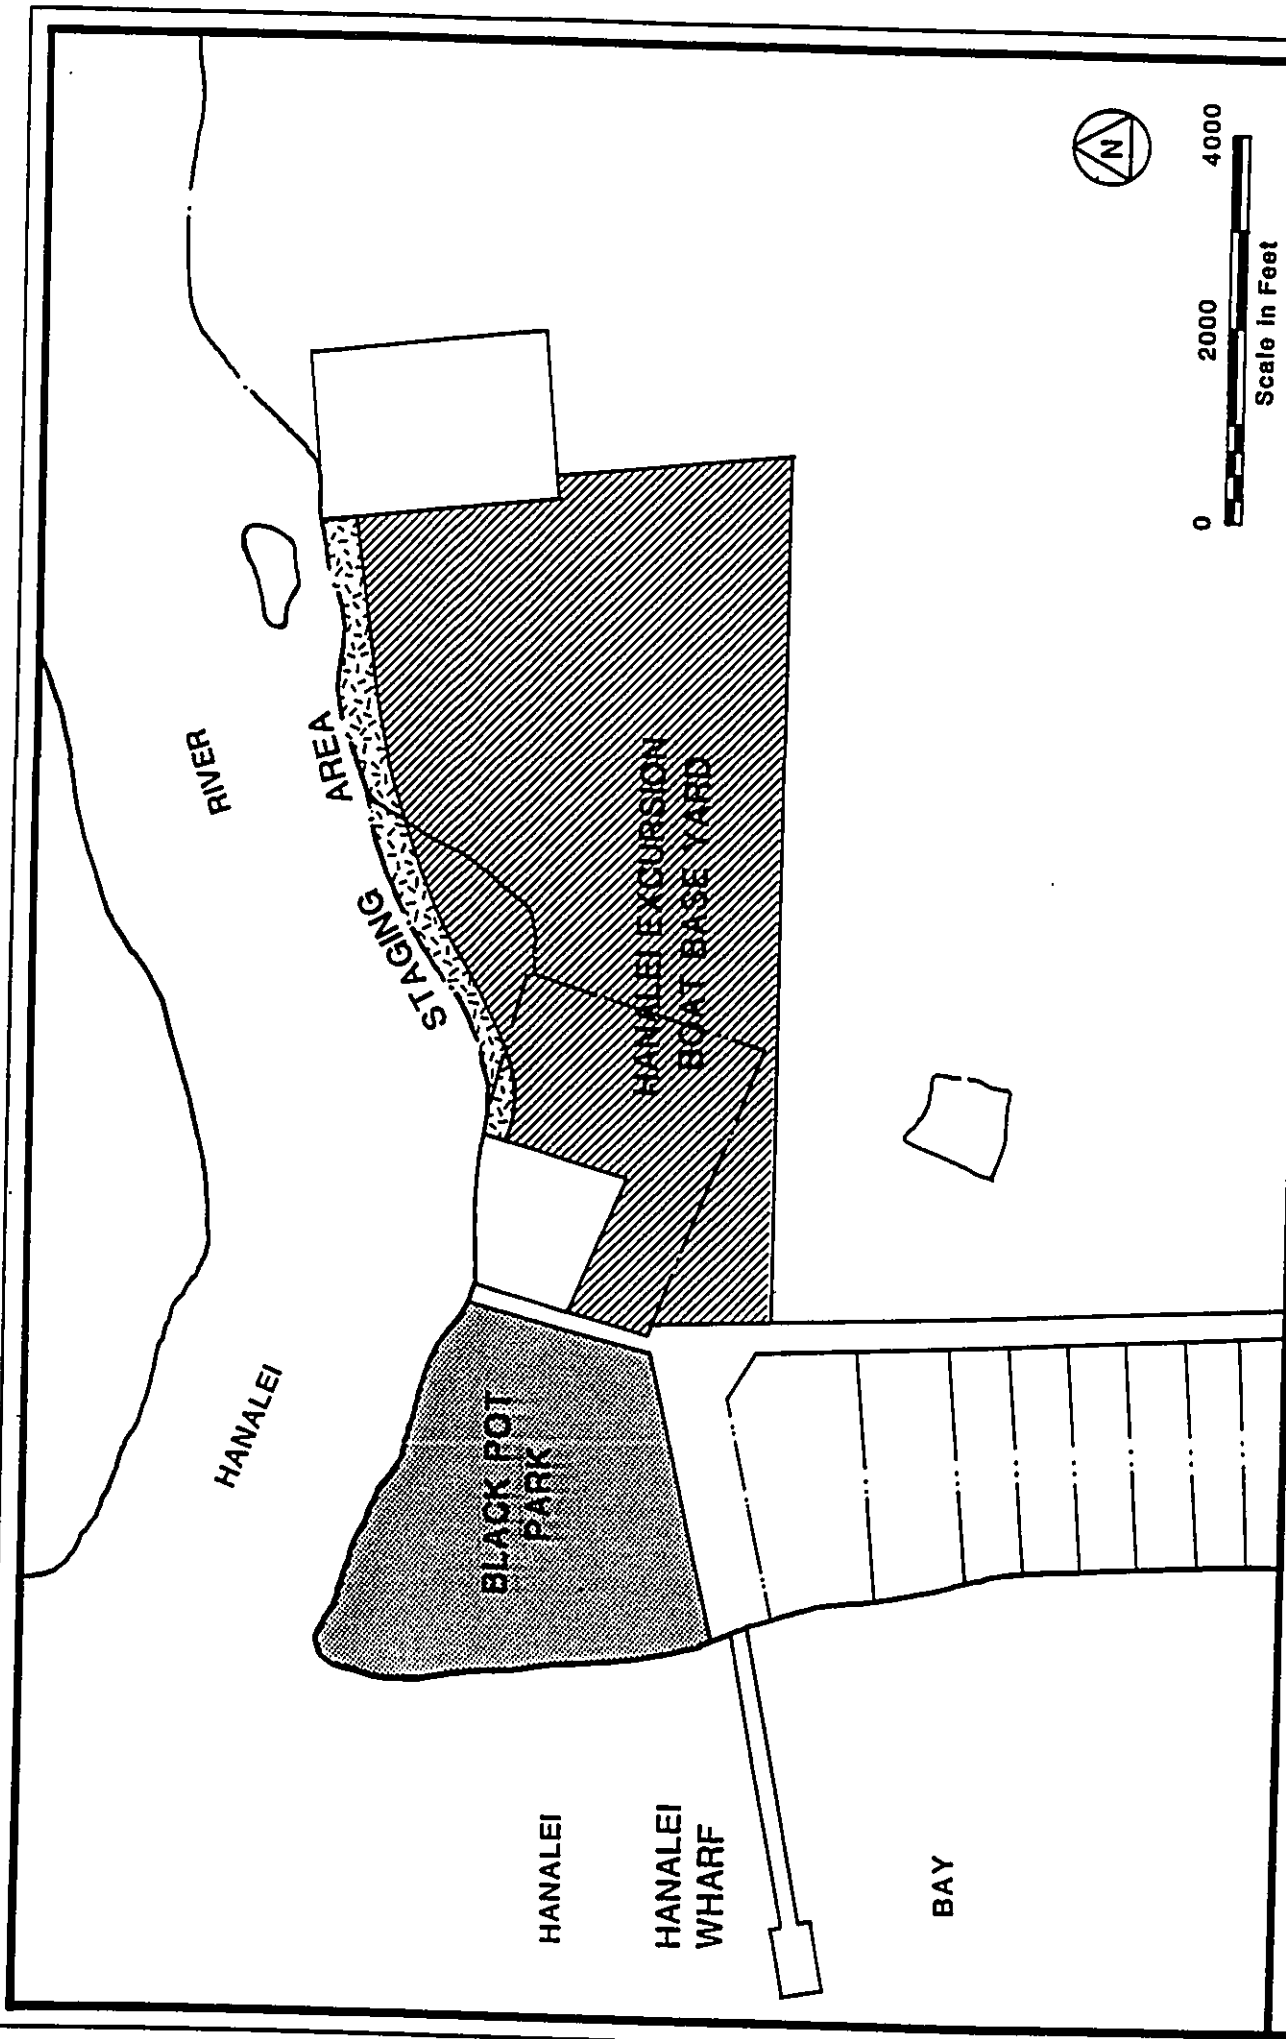 HANALEI
RIVER
STAGING
AREA
BLACK POT
PARK
HANALEI EXCURSION
BOAT BASE YARD
HANALEI
HANALEI
WHARF
BAY
N
0 2000 4000
Scale in Feet